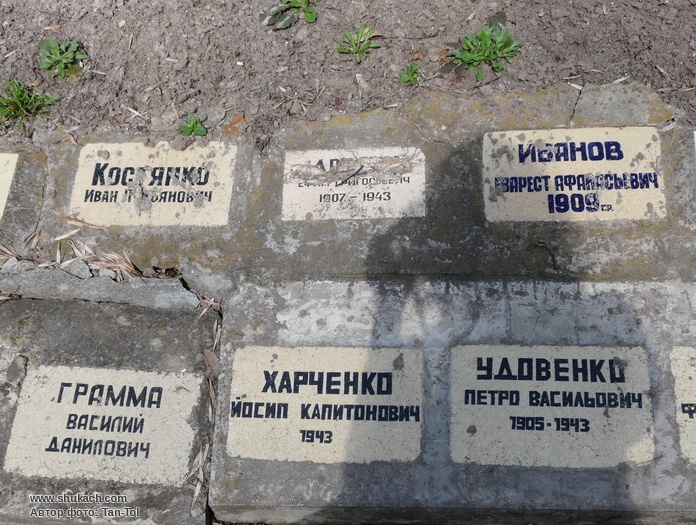 КОСТЯНКО
ИВАН
1907 - 1943
ИВАНОВ
ЭВАРЕСТ АФАНАСЬЕВИЧ
1909 Г.Р.
ГРАММА
ВАСИЛИЙ
ДАНИЛОВИЧ
ХАРЧЕНКО
ЙОСИП КАПИТОНОВИЧ
1943
УДОВЕНКО
ПЕТРО ВАСИЛЬОВИЧ
1905 - 1943
www.shukach.com
Автор фото: Tan-Tol